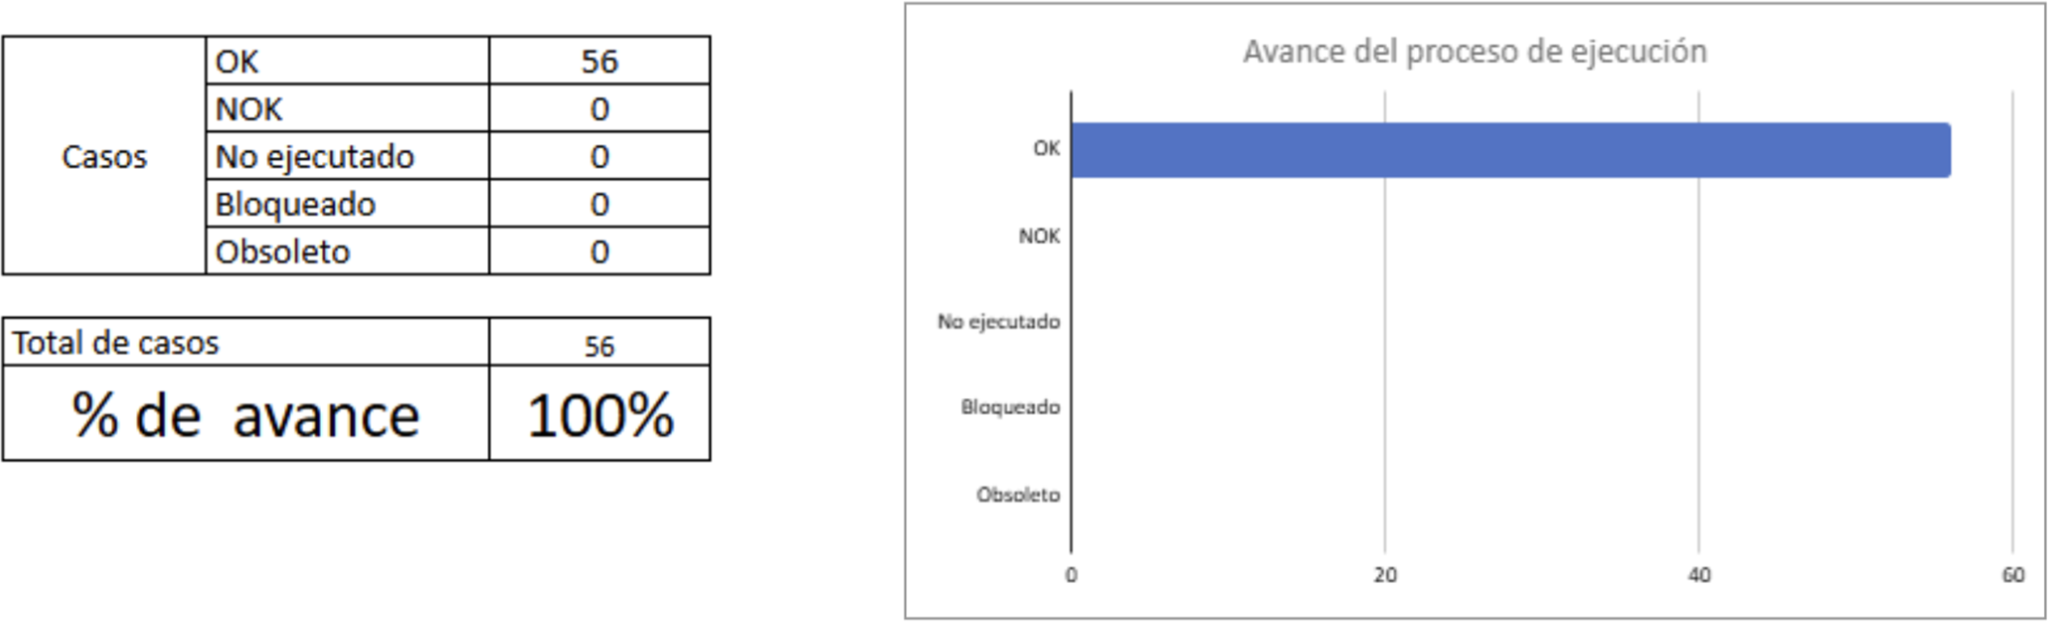 Casos
OK 56
NOK 0
No ejecutado 0
Bloqueado 0
Obsoleto 0
Total de casos 56
% de avance 100%
Avance del proceso de ejecución
OK
NOK
No ejecutado
Bloqueado
Obsoleto
0 20 40 60